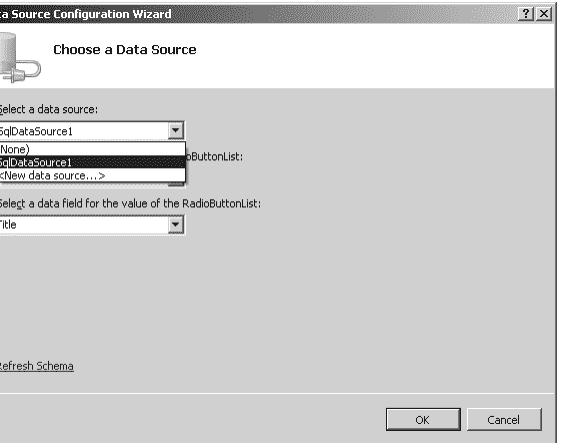 ta Source Configuration Wizard
Choose a Data Source
Select a data source:
SqlDataSource1
(None)
SqlDataSource1
<New data source...>
oButtonList:
Select a data field for the value of the RadioButtonList:
Title
Refresh Schema
OK Cancel